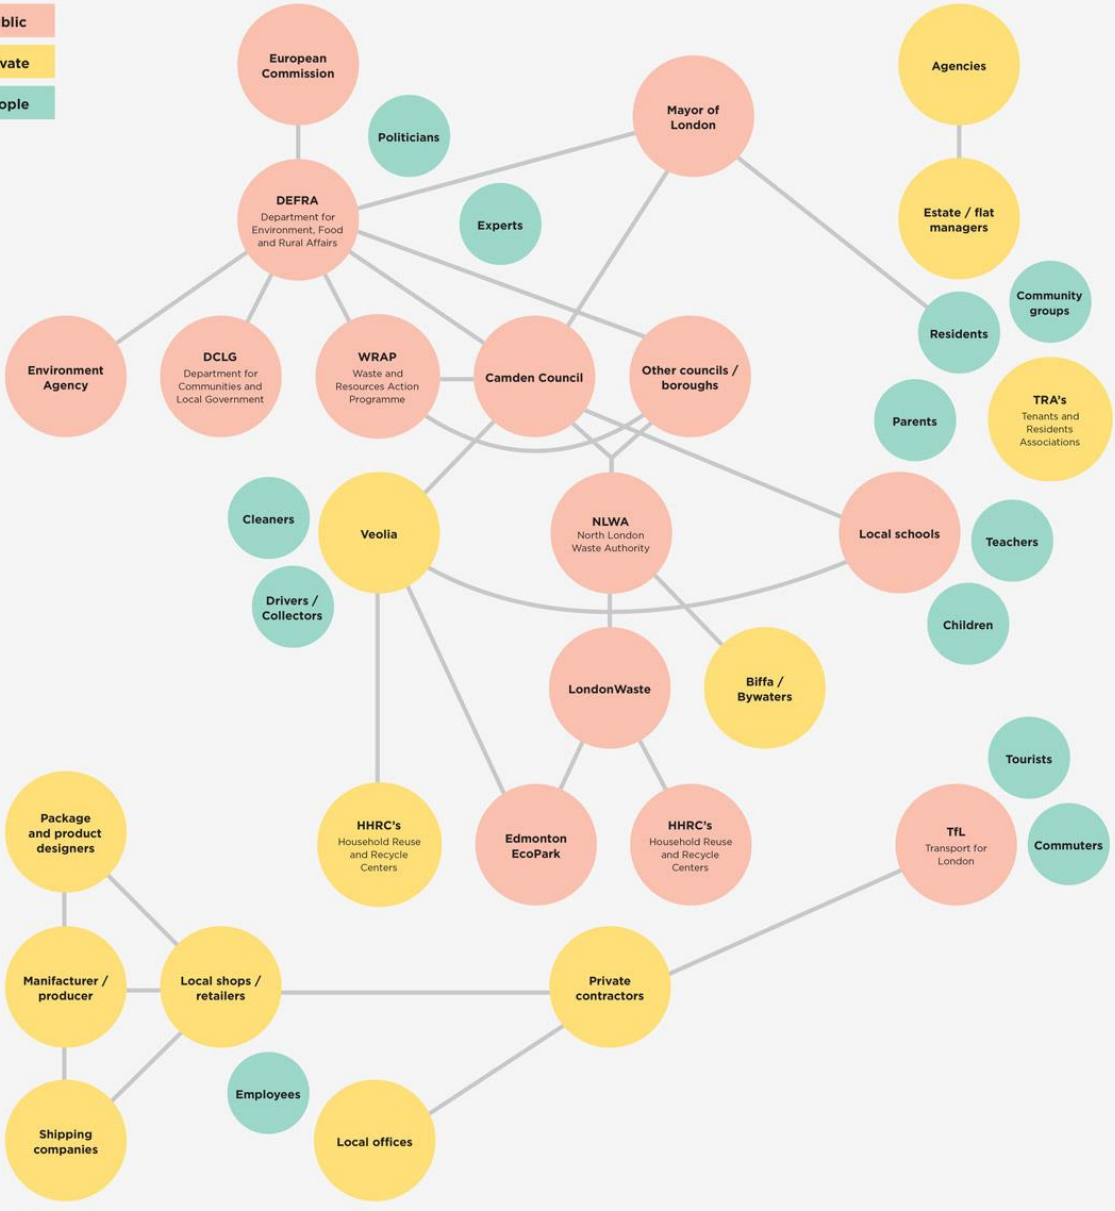 blic
vate
ople
European
Commission
Politicians
Mayor of
London
Agencies
DEFRA
Department for
Environment, Food
and Rural Affairs
Experts
Estate / flat
managers
Community
groups
Residents
Environment
Agency
DCLG
Department for
Communities and
Local Government
WRAP
Waste and
Resources Action
Programme
Camden Council
Other councils /
boroughs
Parents
TRA's
Tenants and
Residents
Associations
Cleaners
Veolia
NLWA
North London
Waste Authority
Local schools
Teachers
Drivers /
Collectors
Children
LondonWaste
Biffa /
Bywaters
Tourists
Package
and product
designers
HHRC's
Household Reuse
and Recycle
Centers
Edmonton
EcoPark
HHRC's
Household Reuse
and Recycle
Centers
TfL
Transport for
London
Commuters
Manifacturer /
producer
Local shops /
retailers
Private
contractors
Employees
Shipping
companies
Local offices